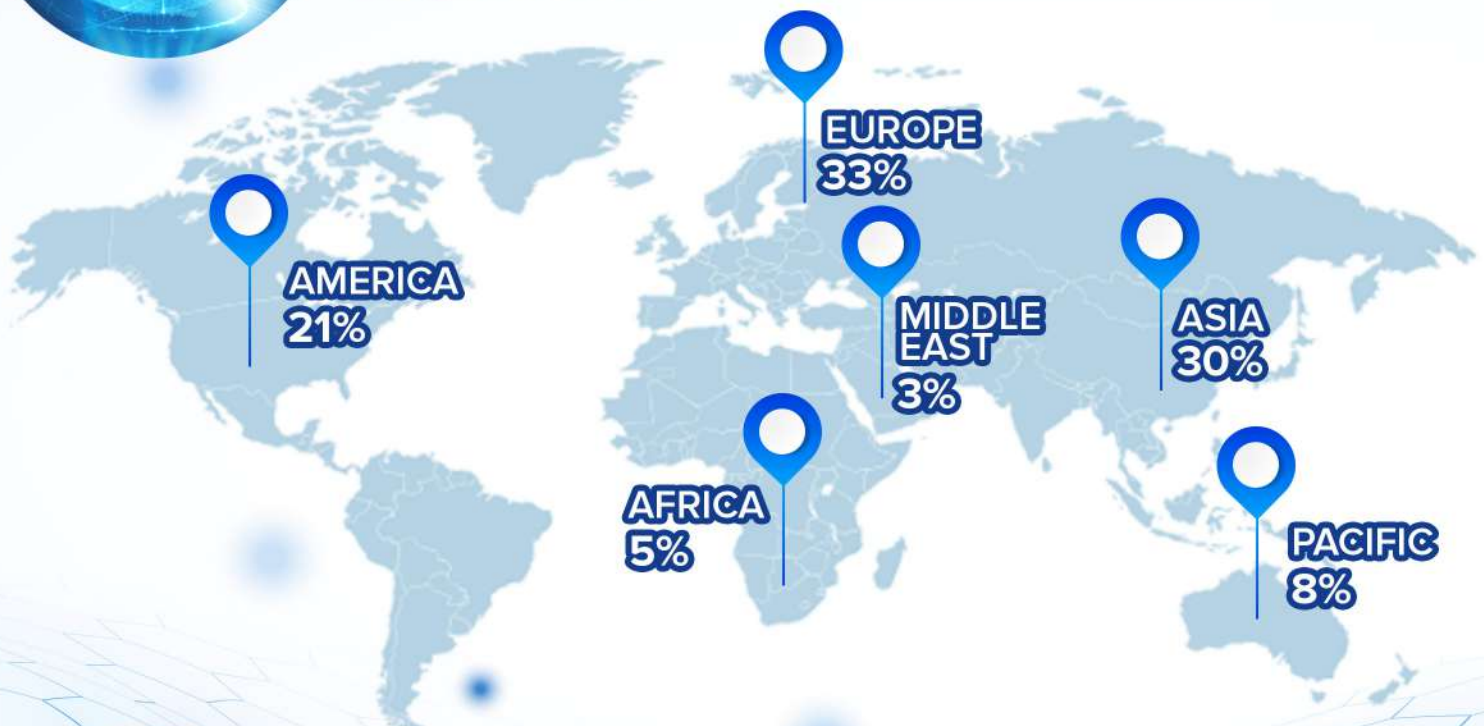 EUROPE
33%
AMERICA
21%
MIDDLE
EAST
3%
ASIA
30%
AFRICA
5%
PACIFIC
8%